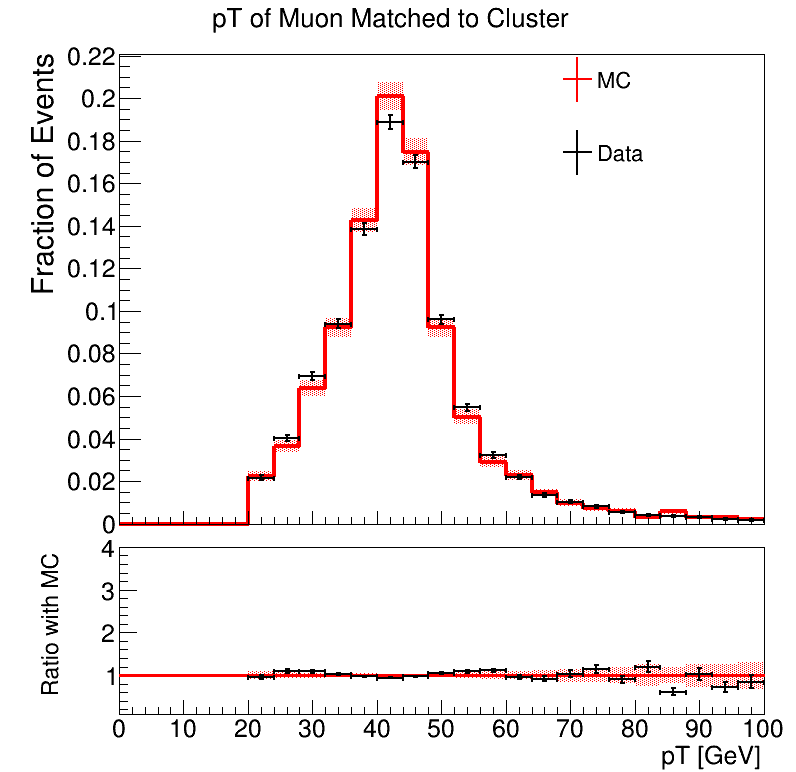 pT of Muon Matched to Cluster
Fraction of Events
0.22
0.2
0.18
0.16
0.14
0.12
0.1
0.08
0.06
0.04
0.02
0
MC
Data
Ratio with MC
4
3
2
1
0 10 20 30 40 50 60 70 80 90 100
pT [GeV]